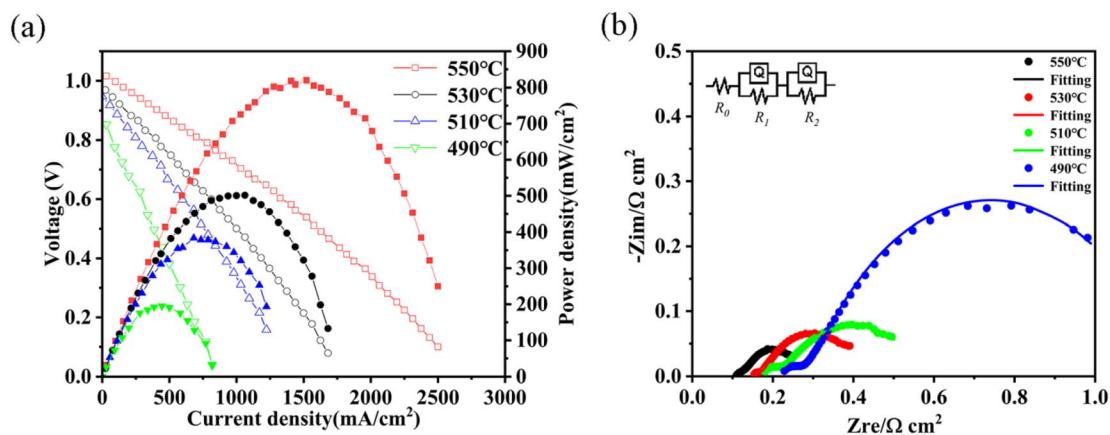 (a)
Voltage (V)
1.0
0.8
0.6
0.4
0.2
0.0
900
800
700
600
500
400
300
200
100
0
Power density(mW/cm²)
550°C
530°C
510°C
490°C
0 500 1000 1500 2000 2500 3000
Current density(mA/cm²)
(b)
-Zim/Ω cm²
0.5
0.4
0.3
0.2
0.1
0.0
Q Q
R₀ R₁ R₂
550°C
Fitting
530°C
Fitting
510°C
Fitting
490°C
Fitting
0.0 0.2 0.4 0.6 0.8 1.0
Zre/Ω cm²